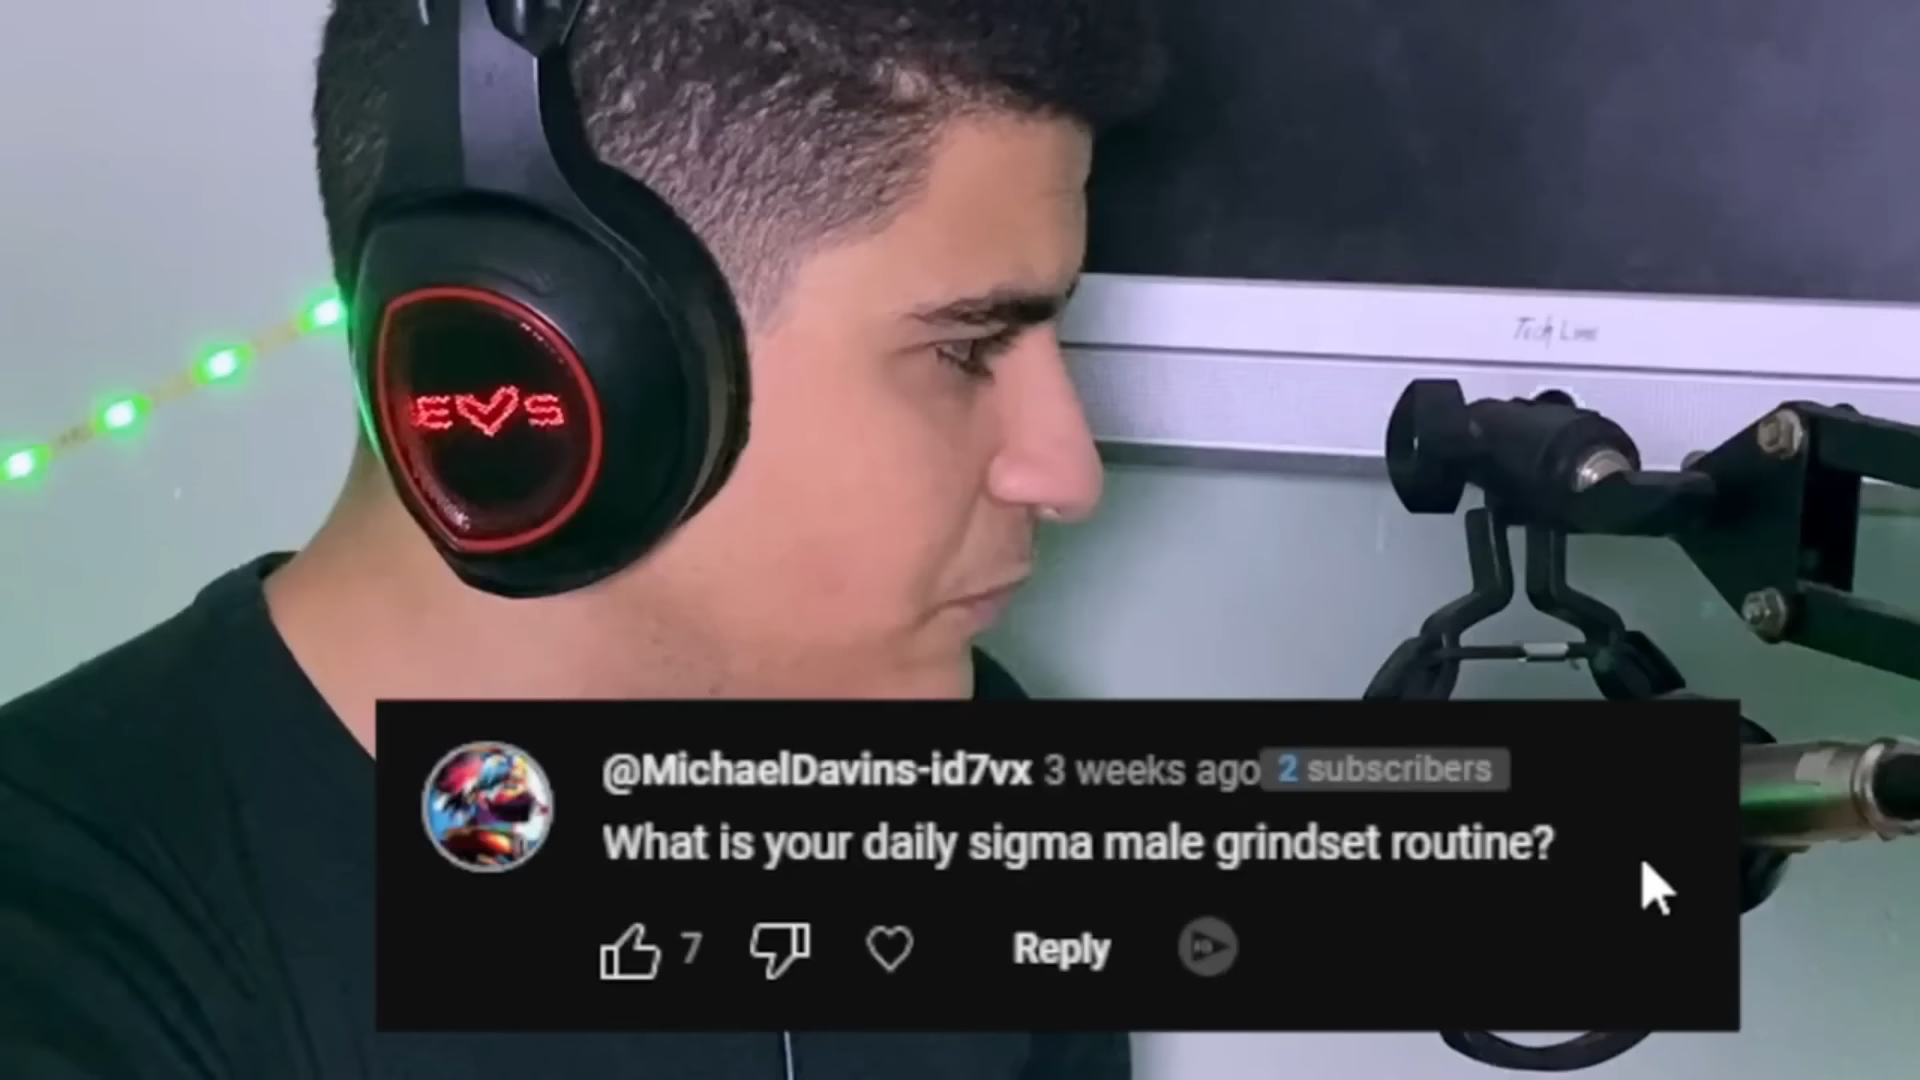 EVS
Tech Line
@MichaelDavins-id7vx 3 weeks ago 2 subscribers
What is your daily sigma male grindset routine?
7
Reply